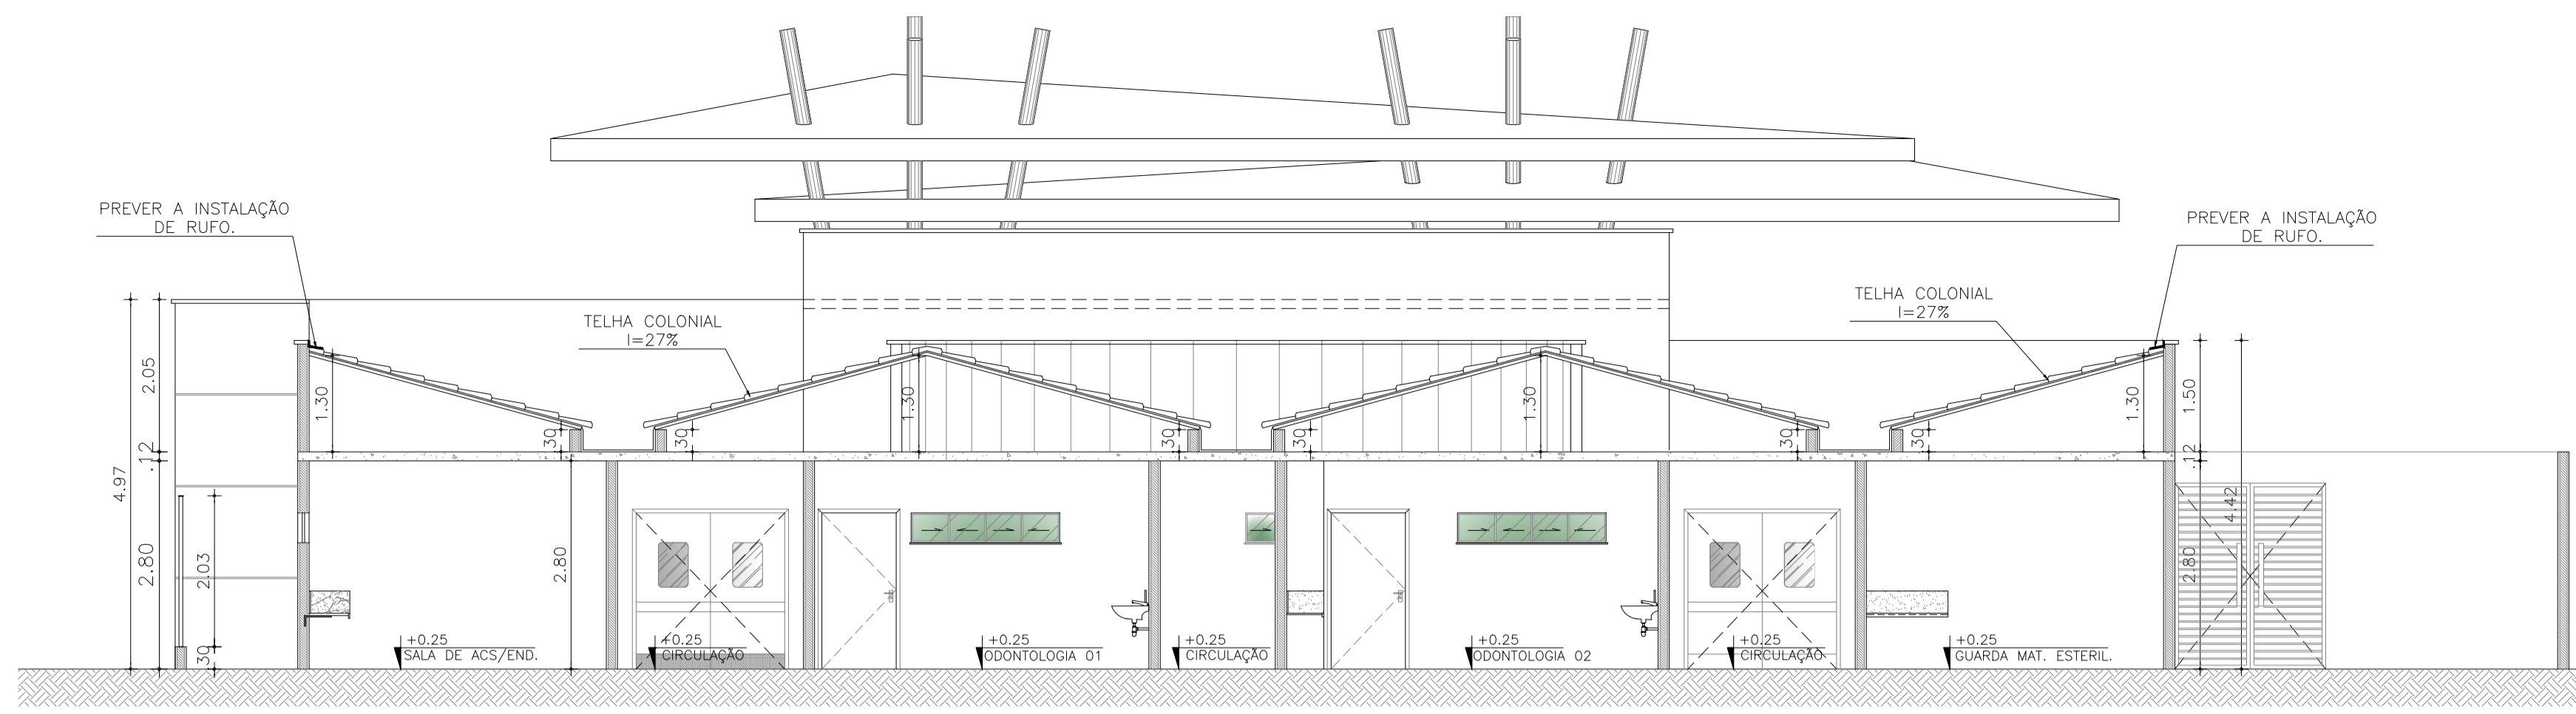 PREVER A INSTALAÇÃO
DE RUFO.
PREVER A INSTALAÇÃO
DE RUFO.
TELHA COLONIAL
I=27%
TELHA COLONIAL
I=27%
2.05
.12
4.97
2.80
2.03
30
1.30
30
30
1.30
30
30
1.30
30
30
1.30
1.50
.12
4.42
2.80
2.80
+0.25
SALA DE ACS/END.
+0.25
CIRCULAÇÃO
+0.25
ODONTOLOGIA 01
+0.25
CIRCULAÇÃO
+0.25
ODONTOLOGIA 02
+0.25
CIRCULAÇÃO
+0.25
GUARDA MAT. ESTERIL.